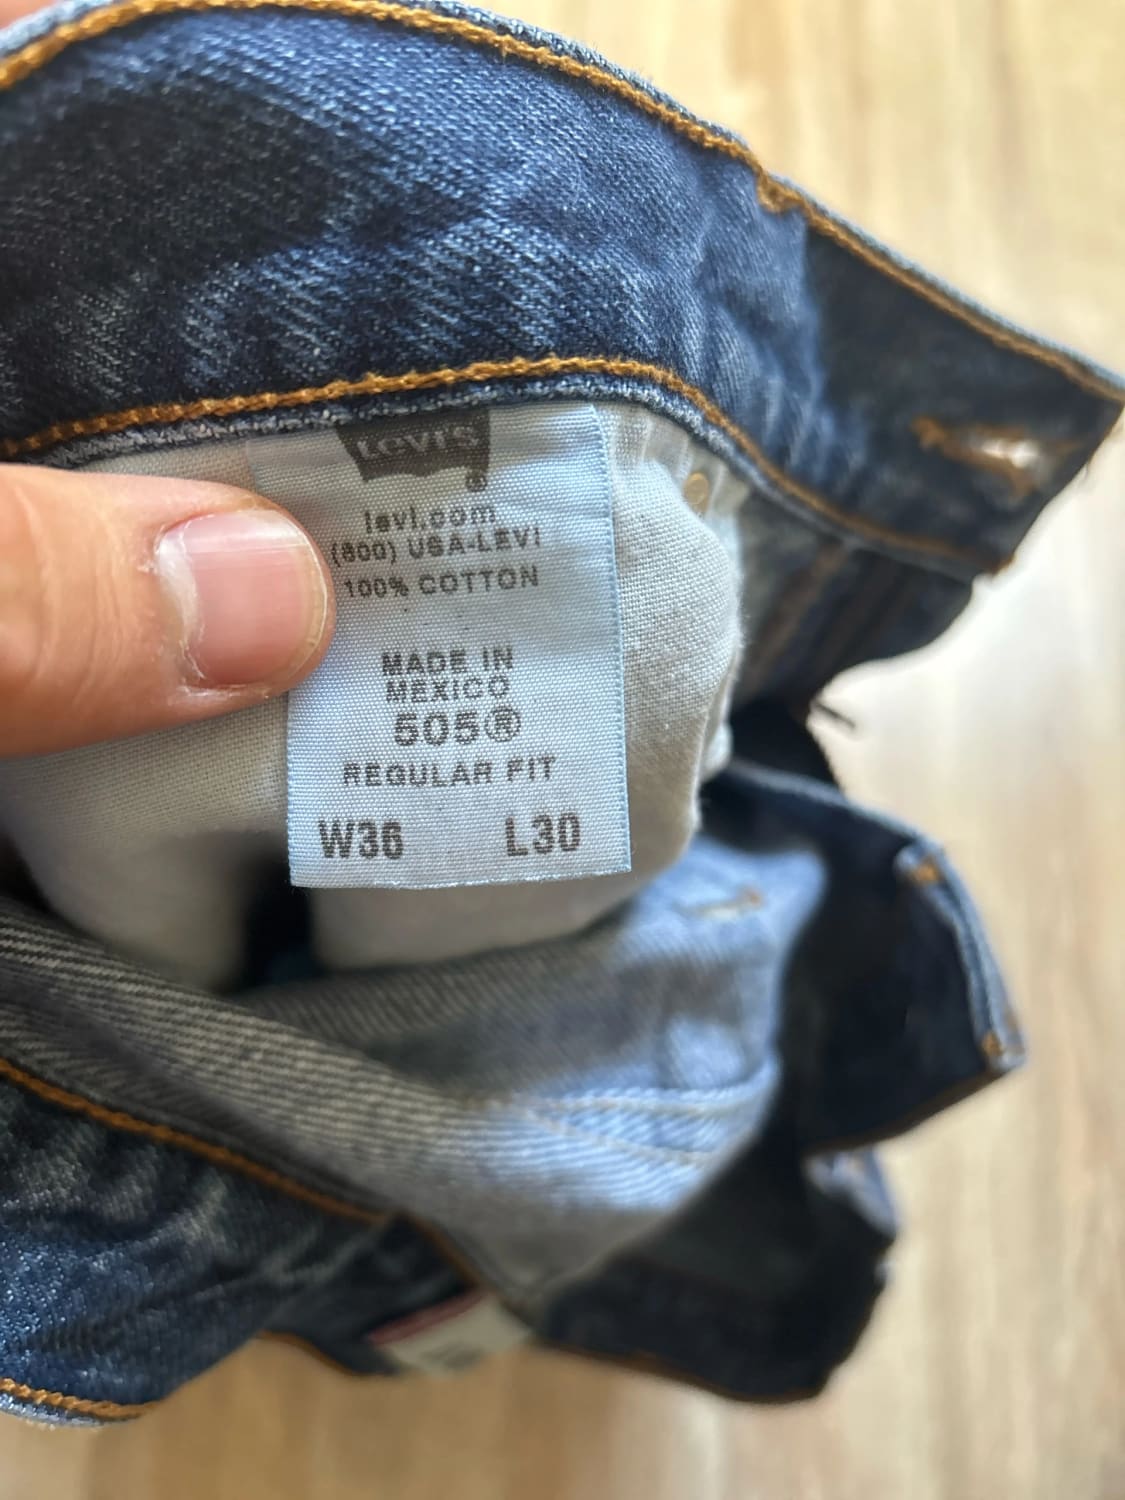 Levi's
levi.com
(800) USA-LEVI
100% COTTON
MADE IN
MEXICO
505®
REGULAR FIT
W36 L30